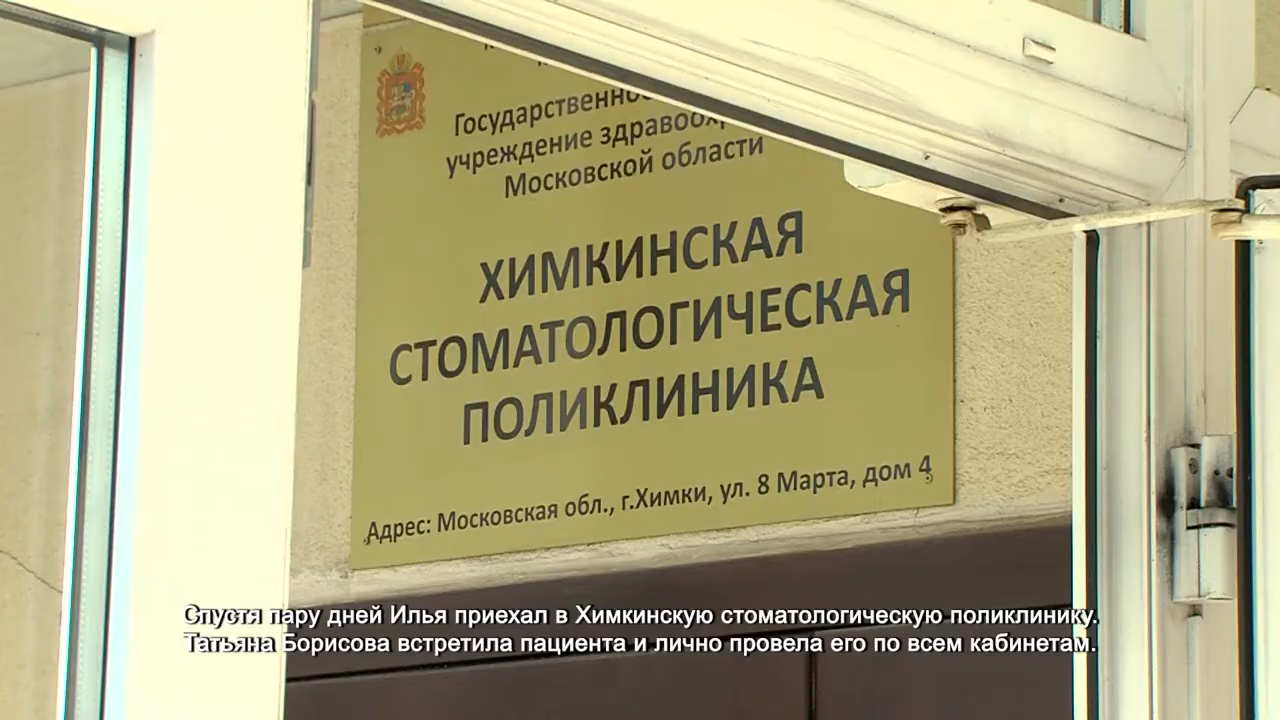 Государственно
учреждение здравоохр
Московской области
ХИМКИНСКАЯ
СТОМАТОЛОГИЧЕСКАЯ
ПОЛИКЛИНИКА
Адрес: Московская обл., г.Химки, ул. 8 Марта, дом 4
Спустя пару дней Илья приехал в Химкинскую стоматологическую поликлинику.
Татьяна Борисова встретила пациента и лично провела его по всем кабинетам.